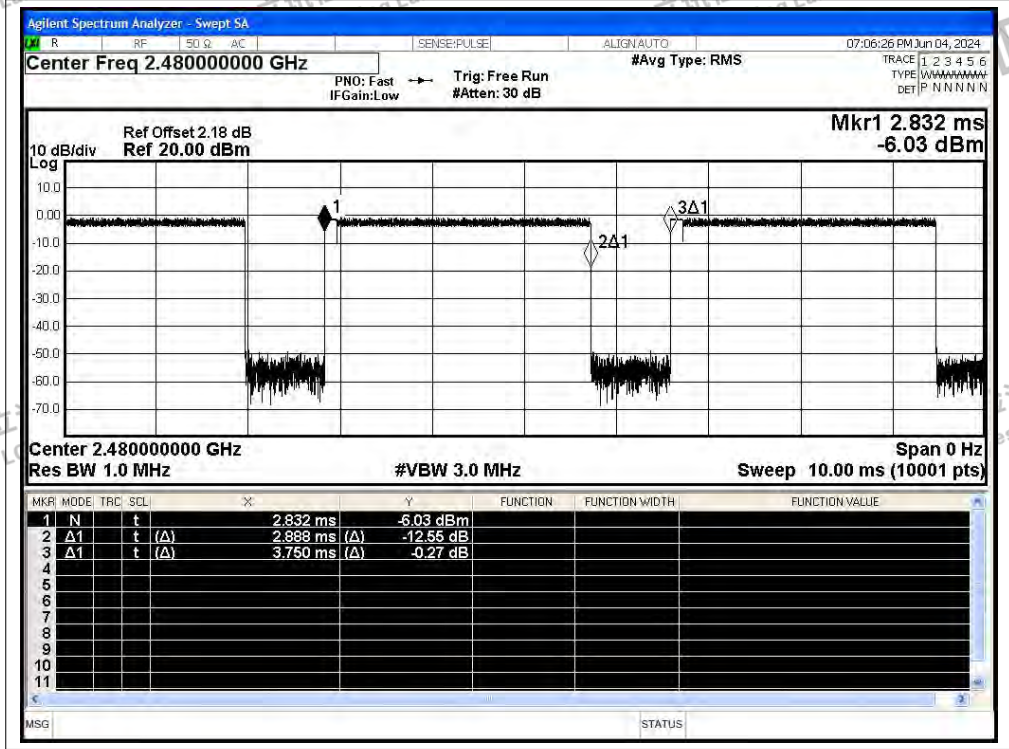 Agilent Spectrum Analyzer - Swept SA
LXI R RF 50 Ω AC SENSE:PULSE ALIGN AUTO 07:06:26 PM Jun 04, 2024
Center Freq 2.480000000 GHz #Avg Type: RMS TRACE 1 2 3 4 5 6
PNO: Fast Trig: Free Run TYPE WWWWWW
IFGain:Low #Atten: 30 dB DET P N N N N N
Mkr1 2.832 ms
-6.03 dBm
Ref Offset 2.18 dB
10 dB/div Ref 20.00 dBm
Log
10.0
0.00
-10.0
-20.0
-30.0
-40.0
-50.0
-60.0
-70.0
1
2Δ1
3Δ1
Center 2.480000000 GHz Span 0 Hz
Res BW 1.0 MHz #VBW 3.0 MHz Sweep 10.00 ms (10001 pts)
MKR MODE TRC SCL X Y FUNCTION FUNCTION WIDTH FUNCTION VALUE
1 N t 2.832 ms -6.03 dBm
2 Δ1 t (Δ) 2.888 ms (Δ) -12.55 dB
3 Δ1 t (Δ) 3.750 ms (Δ) -0.27 dB
4
5
6
7
8
9
10
11
MSG STATUS